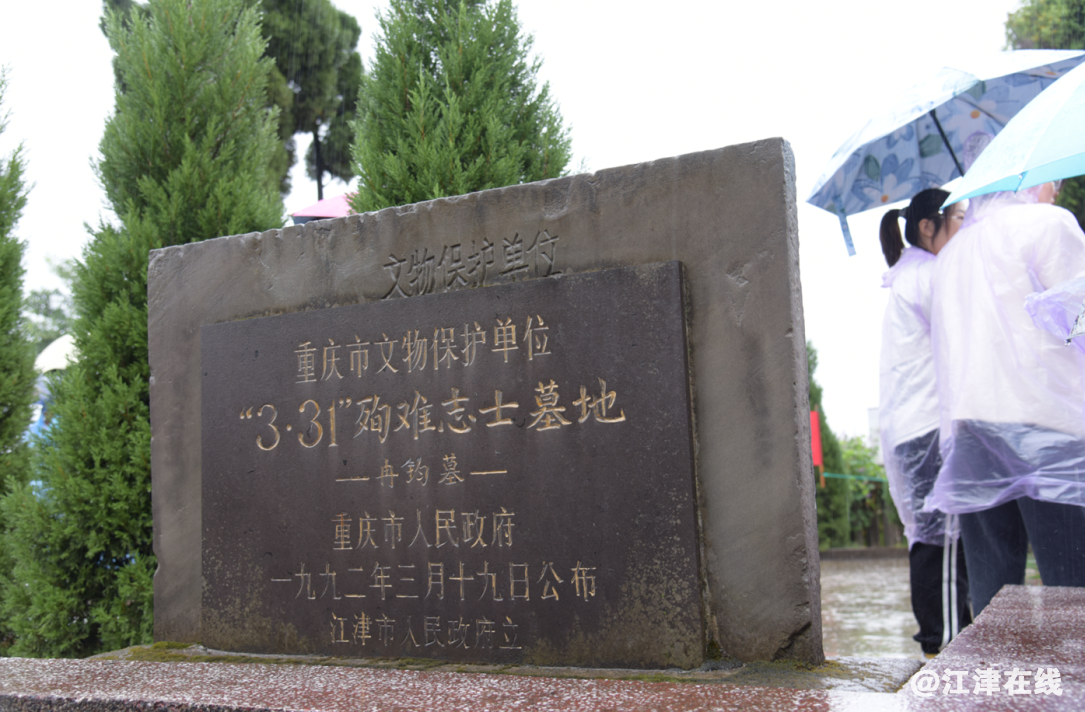 文物保护单位
重庆市文物保护单位
“3·31”殉难志士墓地
—冉钧墓—
重庆市人民政府
一九九二年三月十九日公布
江津市人民政府立
@江津在线